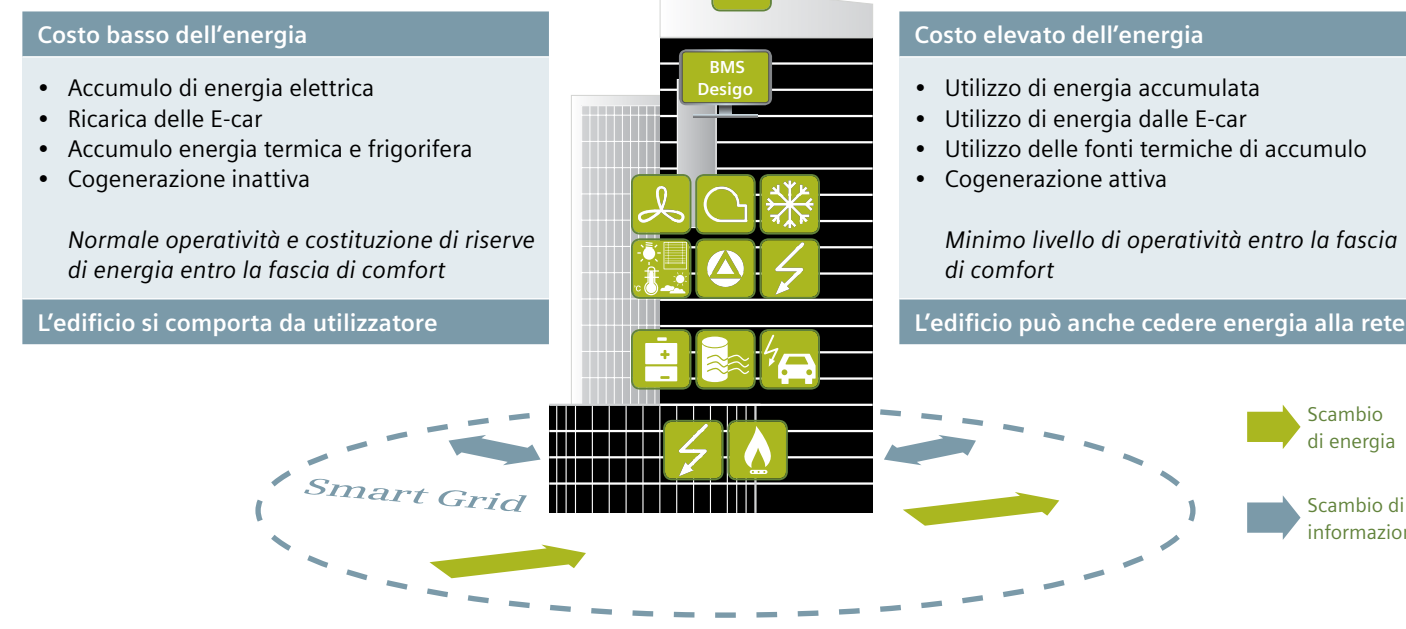 Costo basso dell'energia
• Accumulo di energia elettrica
• Ricarica delle E-car
• Accumulo energia termica e frigorifera
• Cogenerazione inattiva
Normale operatività e costituzione di riserve
di energia entro la fascia di comfort
L'edificio si comporta da utilizzatore
BMS
Desigo
°C
Costo elevato dell'energia
• Utilizzo di energia accumulata
• Utilizzo di energia dalle E-car
• Utilizzo delle fonti termiche di accumulo
• Cogenerazione attiva
Minimo livello di operatività entro la fascia
di comfort
L'edificio può anche cedere energia alla rete
Smart Grid
Scambio
di energia
Scambio di